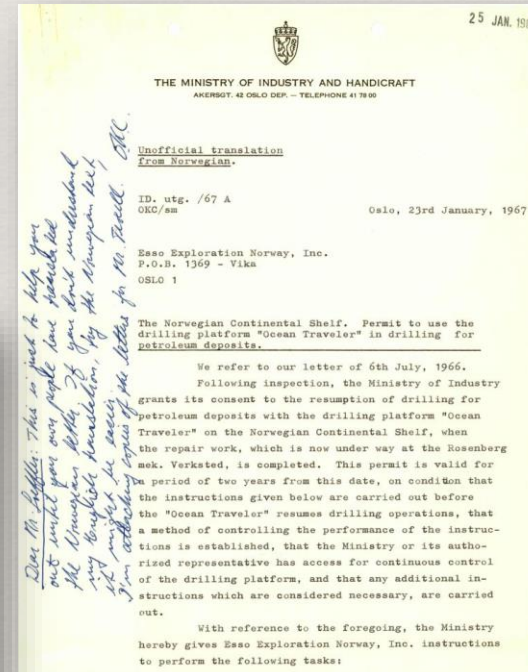 25 JAN. 19
THE MINISTRY OF INDUSTRY AND HANDICRAFT
AKERSGT. 42 OSLO DEP. — TELEPHONE 41 78 00
Unofficial translation
from Norwegian.
ID. utg. /67 A
OKC/sm Oslo, 23rd January, 1967
Esso Exploration Norway, Inc.
P.O.B. 1369 - Vika
OSLO 1
The Norwegian Continental Shelf. Permit to use the
drilling platform "Ocean Traveler" in drilling for
petroleum deposits.
We refer to our letter of 6th July, 1966.
Following inspection, the Ministry of Industry
grants its consent to the resumption of drilling for
petroleum deposits with the drilling platform "Ocean
Traveler" on the Norwegian Continental Shelf, when
the repair work, which is now under way at the Rosenberg
mek. Verksted, is completed. This permit is valid for
a period of two years from this date, on condition that
the instructions given below are carried out before
the "Ocean Traveler" resumes drilling operations, that
a method of controlling the performance of the instruc-
tions is established, that the Ministry or its autho-
rized representative has access for continuous control
of the drilling platform, and that any additional in-
structions which are considered necessary, are carried
out.
With reference to the foregoing, the Ministry
hereby gives Esso Exploration Norway, Inc. instructions
to perform the following tasks:
Dear Mr. : This is just to help you
out until your own people have translated
the Norwegian letter. If you don't understand
my English translation, try the Norwegian text,
it might be easier.
I'm attaching copies of the letters for Mr. OKC.